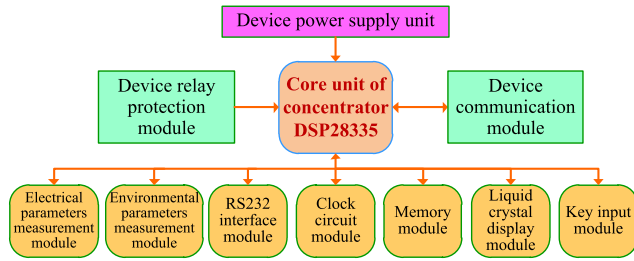 Device power supply unit
Device relay
protection
module
Core unit of
concentrator
DSP28335
Device
communication
module
Electrical
parameters
measurement
module
Environmental
parameters
measurement
module
RS232
interface
module
Clock
circuit
module
Memory
module
Liquid
crystal
display
module
Key input
module